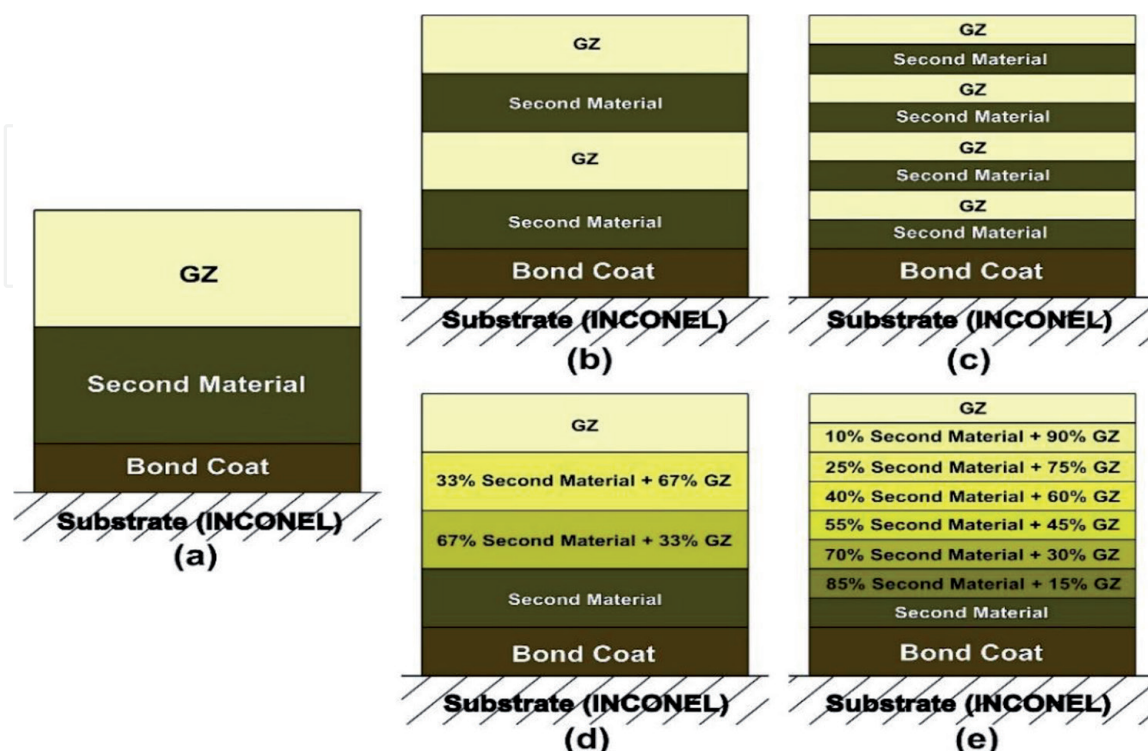 GZ
Second Material
Bond Coat
Substrate (INCONEL)
(a)
GZ
Second Material
GZ
Second Material
Bond Coat
Substrate (INCONEL)
(b)
GZ
Second Material
GZ
Second Material
GZ
Second Material
GZ
Second Material
Bond Coat
Substrate (INCONEL)
(c)
GZ
33% Second Material + 67% GZ
67% Second Material + 33% GZ
Second Material
Bond Coat
Substrate (INCONEL)
(d)
GZ
10% Second Material + 90% GZ
25% Second Material + 75% GZ
40% Second Material + 60% GZ
55% Second Material + 45% GZ
70% Second Material + 30% GZ
85% Second Material + 15% GZ
Second Material
Bond Coat
Substrate (INCONEL)
(e)